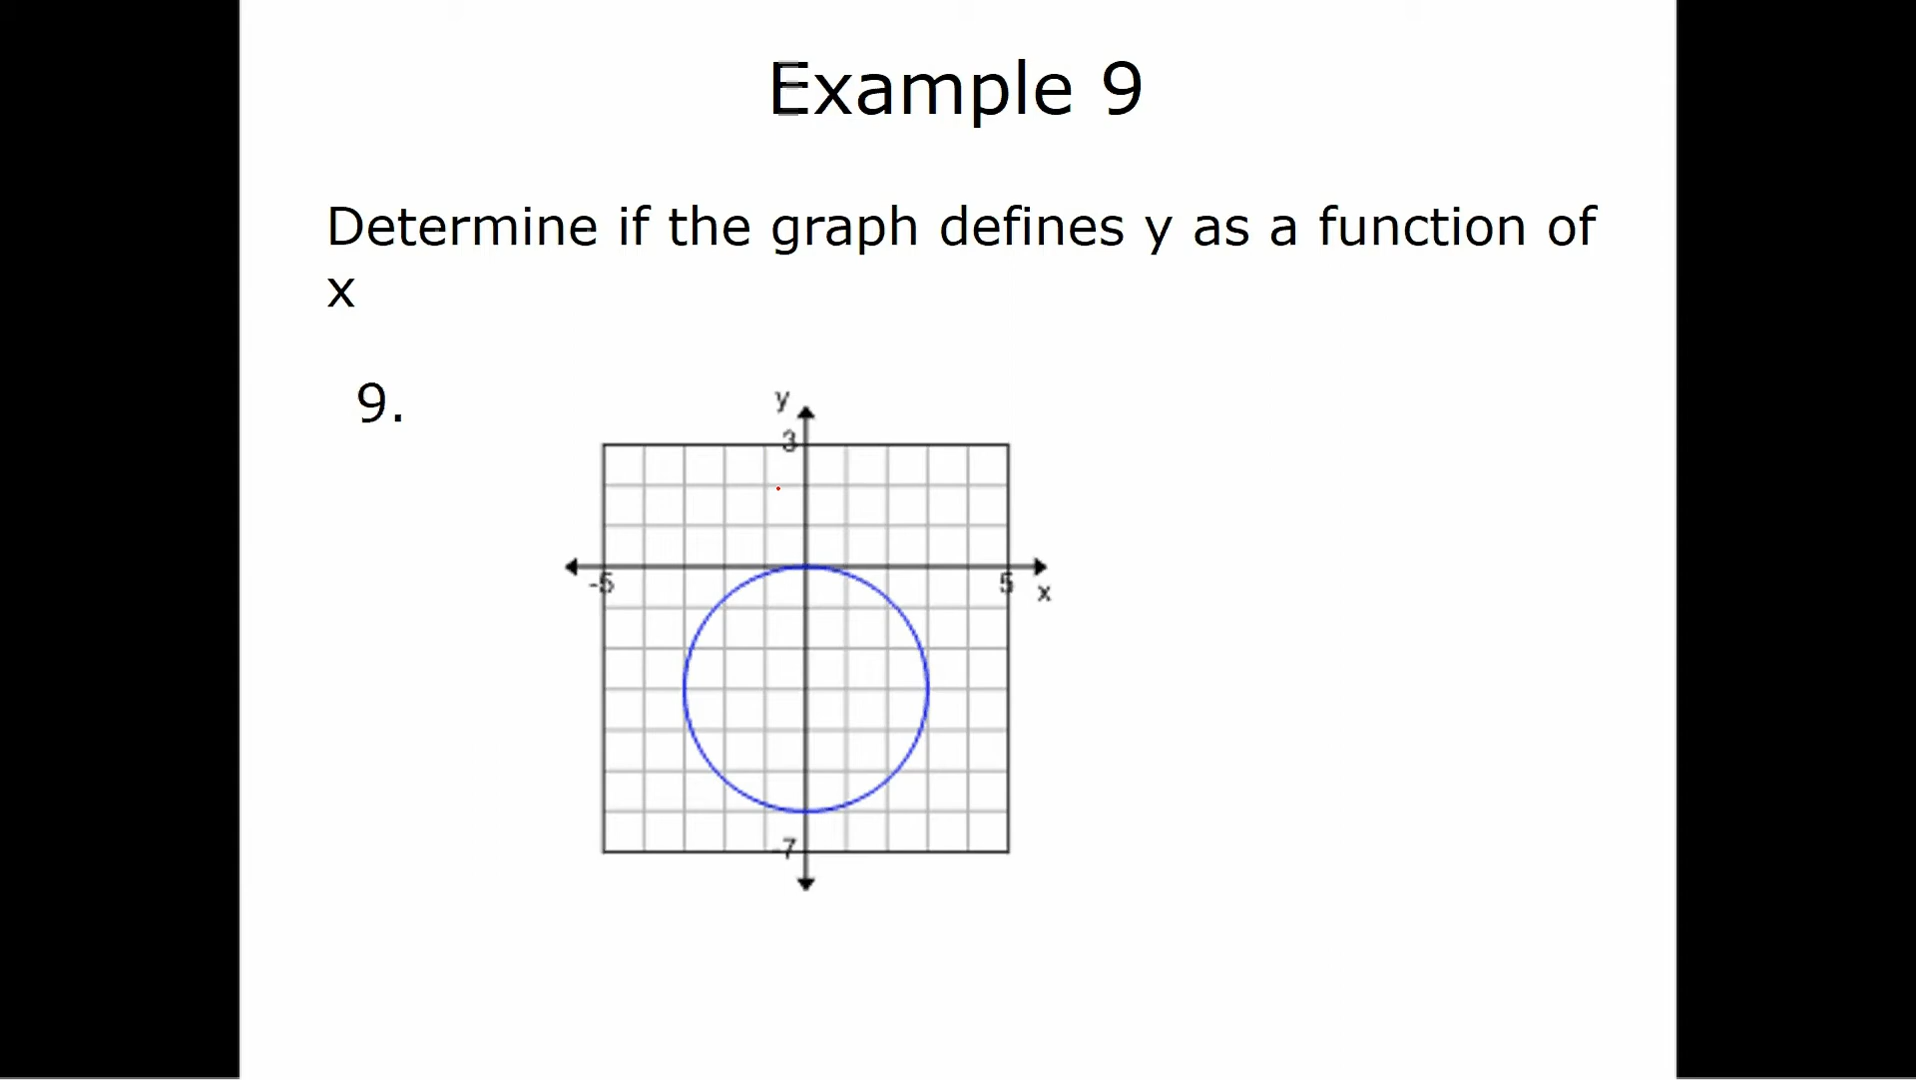 Example 9
Determine if the graph defines y as a function of
x
9.
y
3
-5
5
x
-7